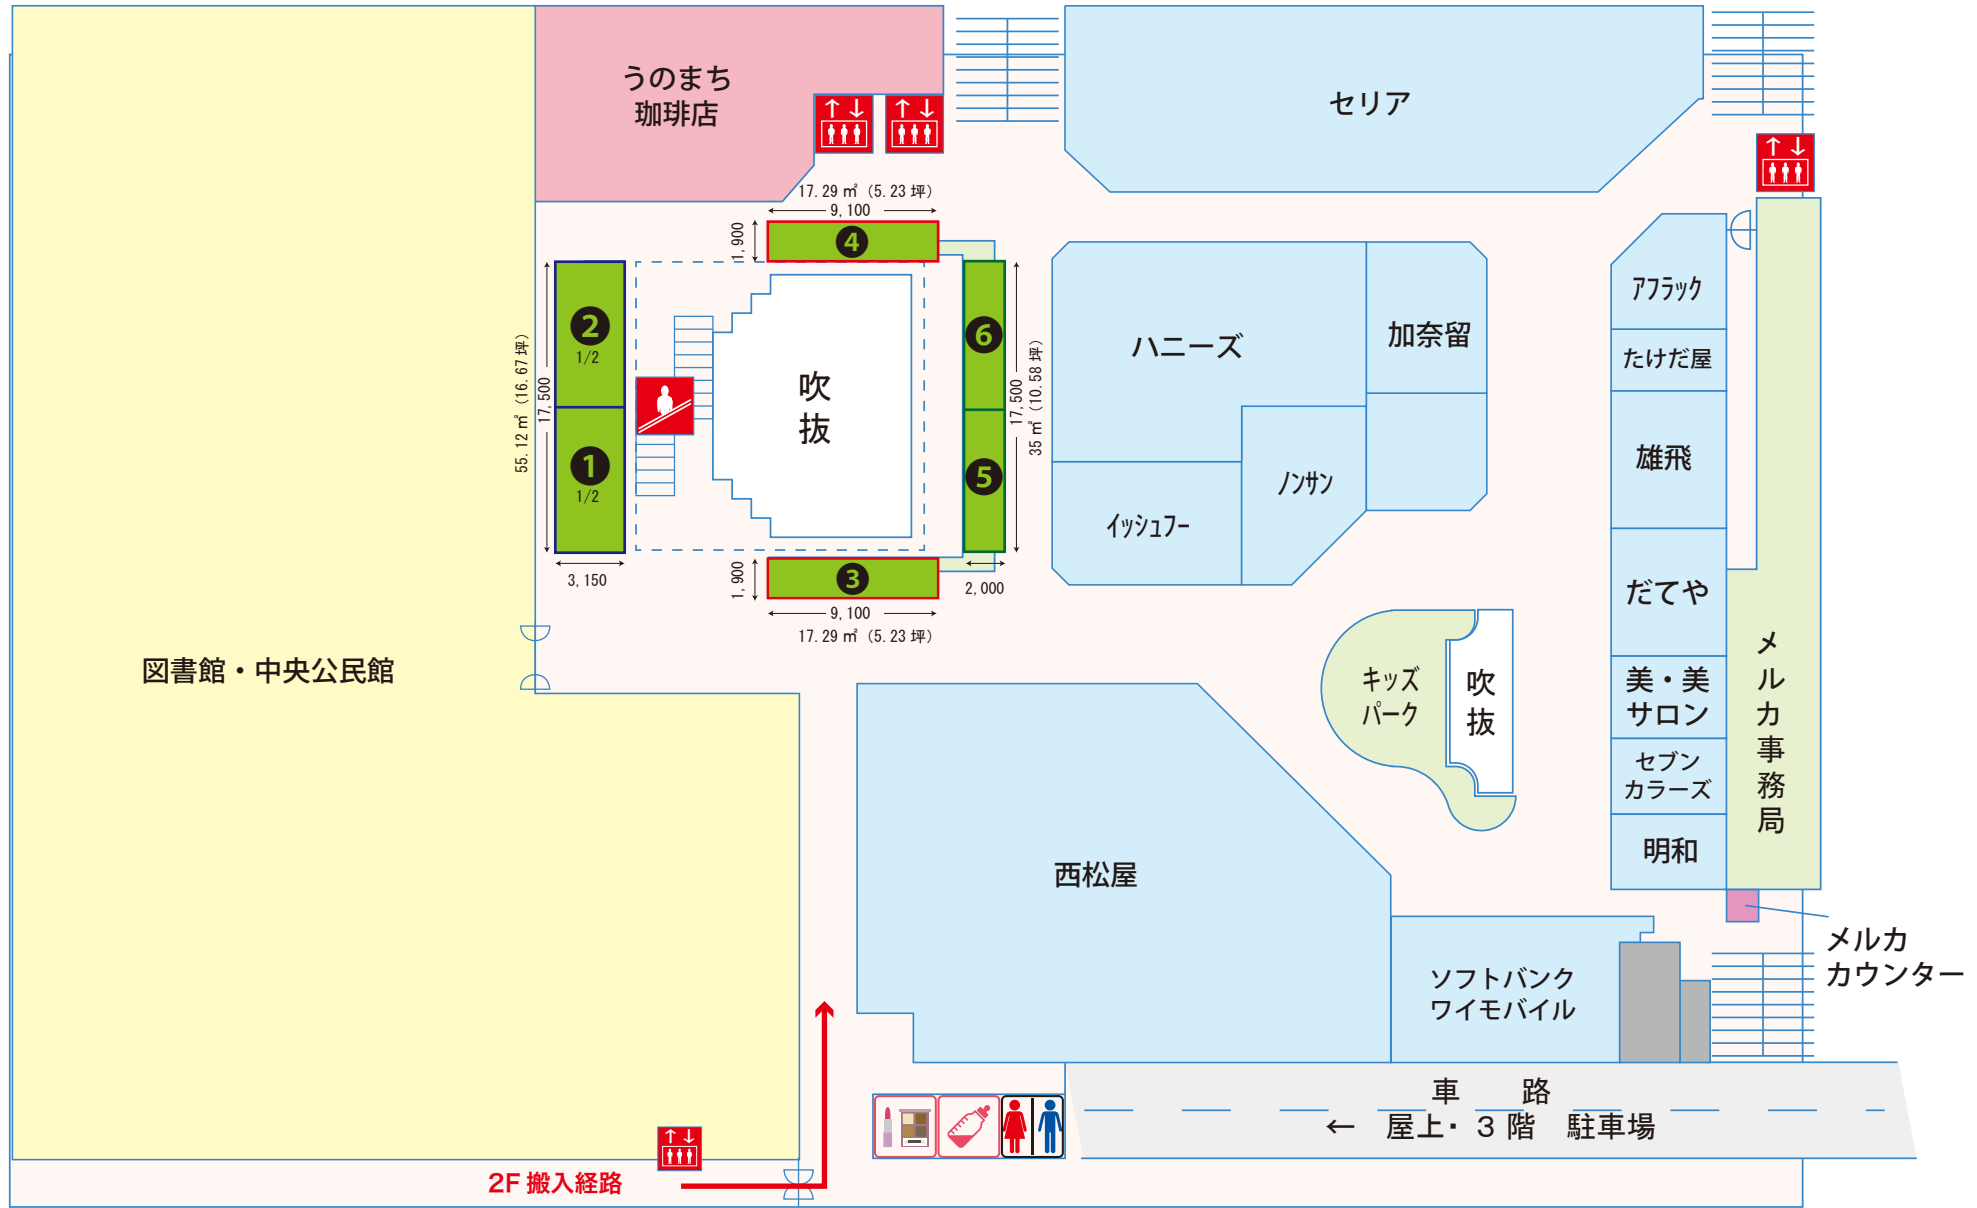 うのまち
珈琲店
セリア
17.29㎡（5.23坪）
9,100
1,900
4
2
1/2
1
1/2
55.12㎡（16.67坪）
17,500
3,150
吹
抜
6
5
17,500
35㎡（10.58坪）
2,000
1,900
3
9,100
17.29㎡（5.23坪）
ハニーズ
加奈留
ノンサン
イッシュフー
アフラック
たけだ屋
雄飛
だてや
美・美
サロン
セブン
カラーズ
明和
メルカ事務局
図書館・中央公民館
キッズ
パーク
吹
抜
西松屋
メルカ
カウンター
ソフトバンク
ワイモバイル
車　路
← 屋上・3階 駐車場
2F 搬入経路